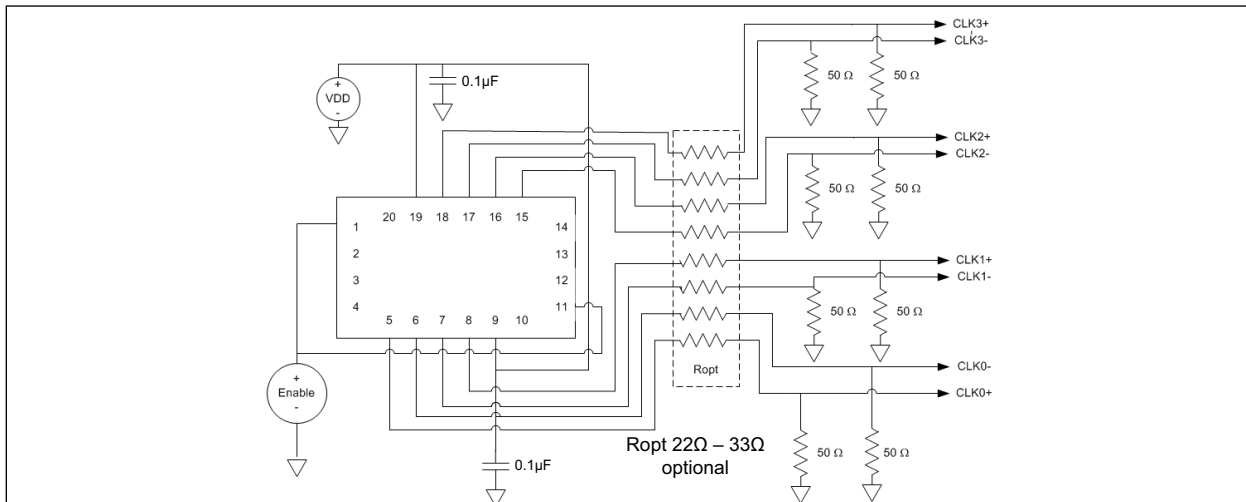 CLK3+
CLK3-
0.1µF
50 Ω
50 Ω
+
VDD
-
CLK2+
CLK2-
50 Ω
50 Ω
20 19 18 17 16 15
1
2
3
4
14
13
12
11
5 6 7 8 9 10
CLK1+
CLK1-
50 Ω
50 Ω
Ropt
CLK0-
CLK0+
+
Enable
-
Ropt 22Ω – 33Ω
optional
0.1µF
50 Ω
50 Ω